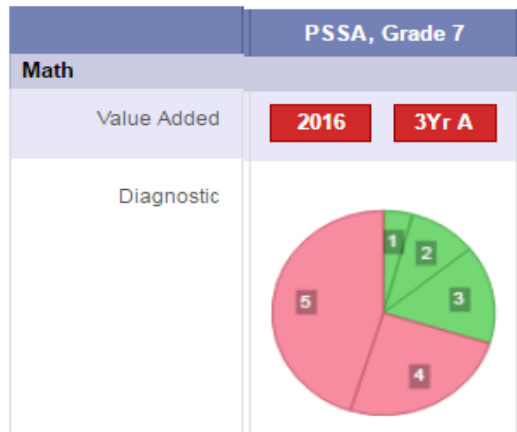 PSSA, Grade 7
Math
Value Added 2016 3Yr A
Diagnostic
1
2
3
5
4